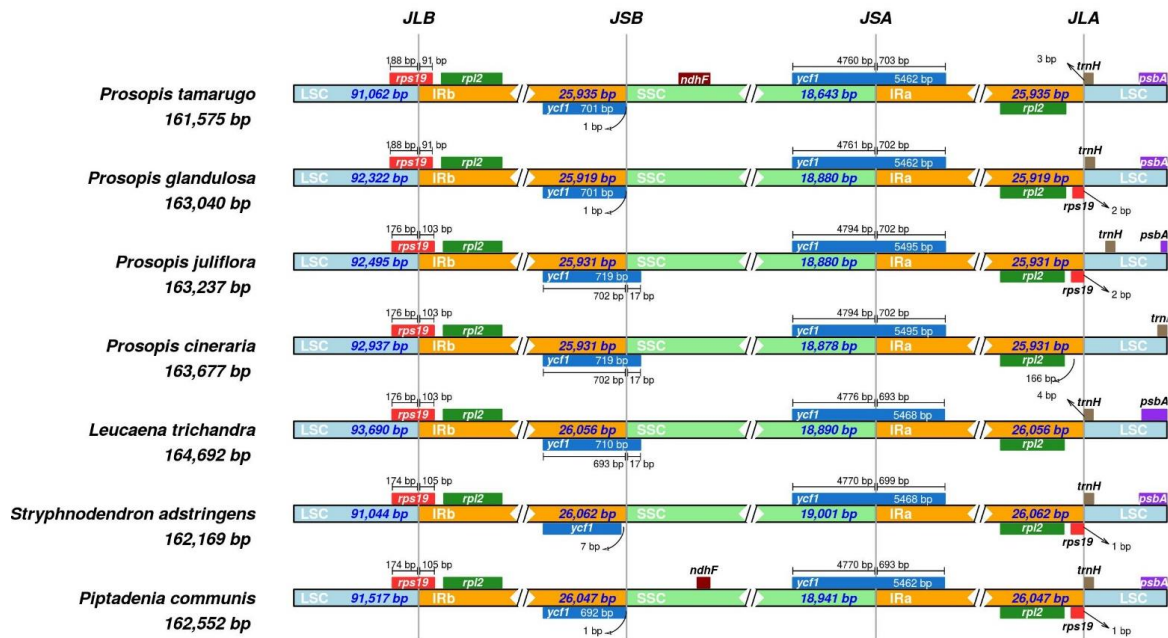 JLB JSB JSA JLA
188 bp 91 bp 4760 bp 703 bp 3 bp trnH
rps19 rpl2 ndhF ycf1 5462 bp psbA
Prosopis tamarugo LSC 91,062 bp IRb 25,935 bp SSC 18,643 bp IRa 25,935 bp LSC
161,575 bp ycf1 701 bp rpl2
1 bp
188 bp 91 bp 4761 bp 702 bp trnH
rps19 rpl2 ycf1 5462 bp psbA
Prosopis glandulosa LSC 92,322 bp IRb 25,919 bp SSC 18,880 bp IRa 25,919 bp LSC
163,040 bp ycf1 701 bp rpl2 rps19
1 bp 2 bp
176 bp 103 bp 4794 bp 702 bp trnH psbA
rps19 rpl2 ycf1 5495 bp
Prosopis juliflora LSC 92,495 bp IRb 25,931 bp SSC 18,880 bp IRa 25,931 bp LSC
163,237 bp ycf1 719 bp rpl2 rps19
702 bp 17 bp 2 bp
176 bp 103 bp 4794 bp 702 bp
rps19 rpl2 ycf1 5495 bp
Prosopis cineraria LSC 92,937 bp IRb 25,931 bp SSC 18,878 bp IRa 25,931 bp LSC
163,677 bp ycf1 719 bp rpl2
702 bp 17 bp 166 bp
176 bp 103 bp 4776 bp 693 bp 4 bp trnH psbA
rps19 rpl2 ycf1 5468 bp
Leucaena trichandra LSC 93,690 bp IRb 26,056 bp SSC 18,890 bp IRa 26,056 bp LSC
164,692 bp ycf1 710 bp rpl2
693 bp 17 bp
174 bp 105 bp 4770 bp 699 bp trnH
rps19 rpl2 ycf1 5468 bp psbA
Stryphnodendron adstringens LSC 91,044 bp IRb 26,062 bp SSC 19,001 bp IRa 26,062 bp LSC
162,169 bp ycf1 rpl2 rps19
7 bp 1 bp
174 bp 105 bp ndhF 4770 bp 693 bp trnH
rps19 rpl2 ycf1 5462 bp psbA
Piptadenia communis LSC 91,517 bp IRb 26,047 bp SSC 18,941 bp IRa 26,047 bp LSC
162,552 bp ycf1 692 bp rpl2 rps19
1 bp 1 bp